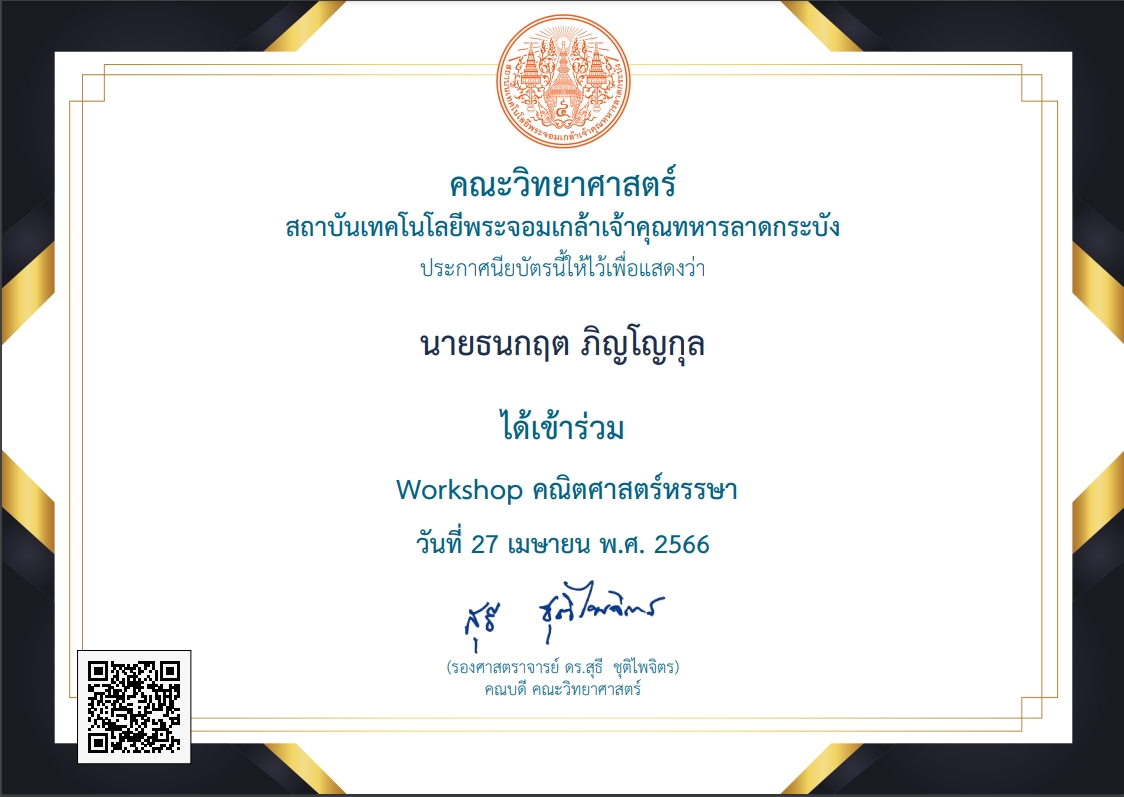 สถาบันเทคโนโลยีพระจอมเกล้าเจ้าคุณทหารลาดกระบัง
๔
คณะวิทยาศาสตร์
สถาบันเทคโนโลยีพระจอมเกล้าเจ้าคุณทหารลาดกระบัง
ประกาศนียบัตรนี้ให้ไว้เพื่อแสดงว่า
นายธนกฤต ภิญโญกุล
ได้เข้าร่วม
Workshop คณิตศาสตร์หรรษา
วันที่ 27 เมษายน พ.ศ. 2566
สุธี ชุติไพจิตร
(รองศาสตราจารย์ ดร.สุธี ชุติไพจิตร)
คณบดี คณะวิทยาศาสตร์